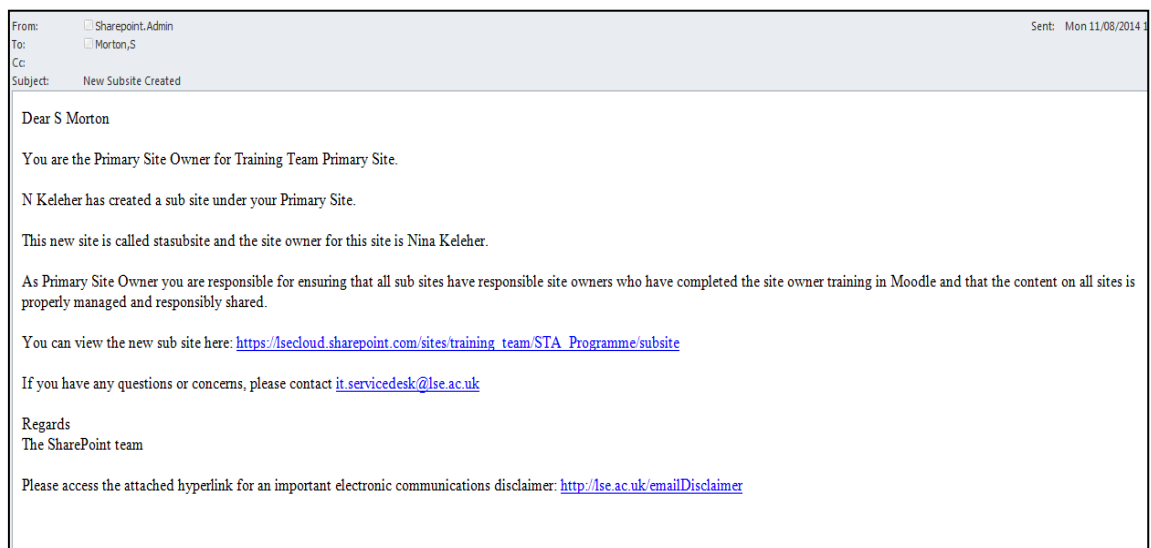 From: Sharepoint.Admin Sent: Mon 11/08/2014 1
To: Morton,S
Cc:
Subject: New Subsite Created
Dear S Morton
You are the Primary Site Owner for Training Team Primary Site.
N Keleher has created a sub site under your Primary Site.
This new site is called stasubsite and the site owner for this site is Nina Keleher.
As Primary Site Owner you are responsible for ensuring that all sub sites have responsible site owners who have completed the site owner training in Moodle and that the content on all sites is
properly managed and responsibly shared.
You can view the new sub site here: https://lsecloud.sharepoint.com/sites/training_team/STA_Programme/subsite
If you have any questions or concerns, please contact it.servicedesk@lse.ac.uk
Regards
The SharePoint team
Please access the attached hyperlink for an important electronic communications disclaimer: http://lse.ac.uk/emailDisclaimer